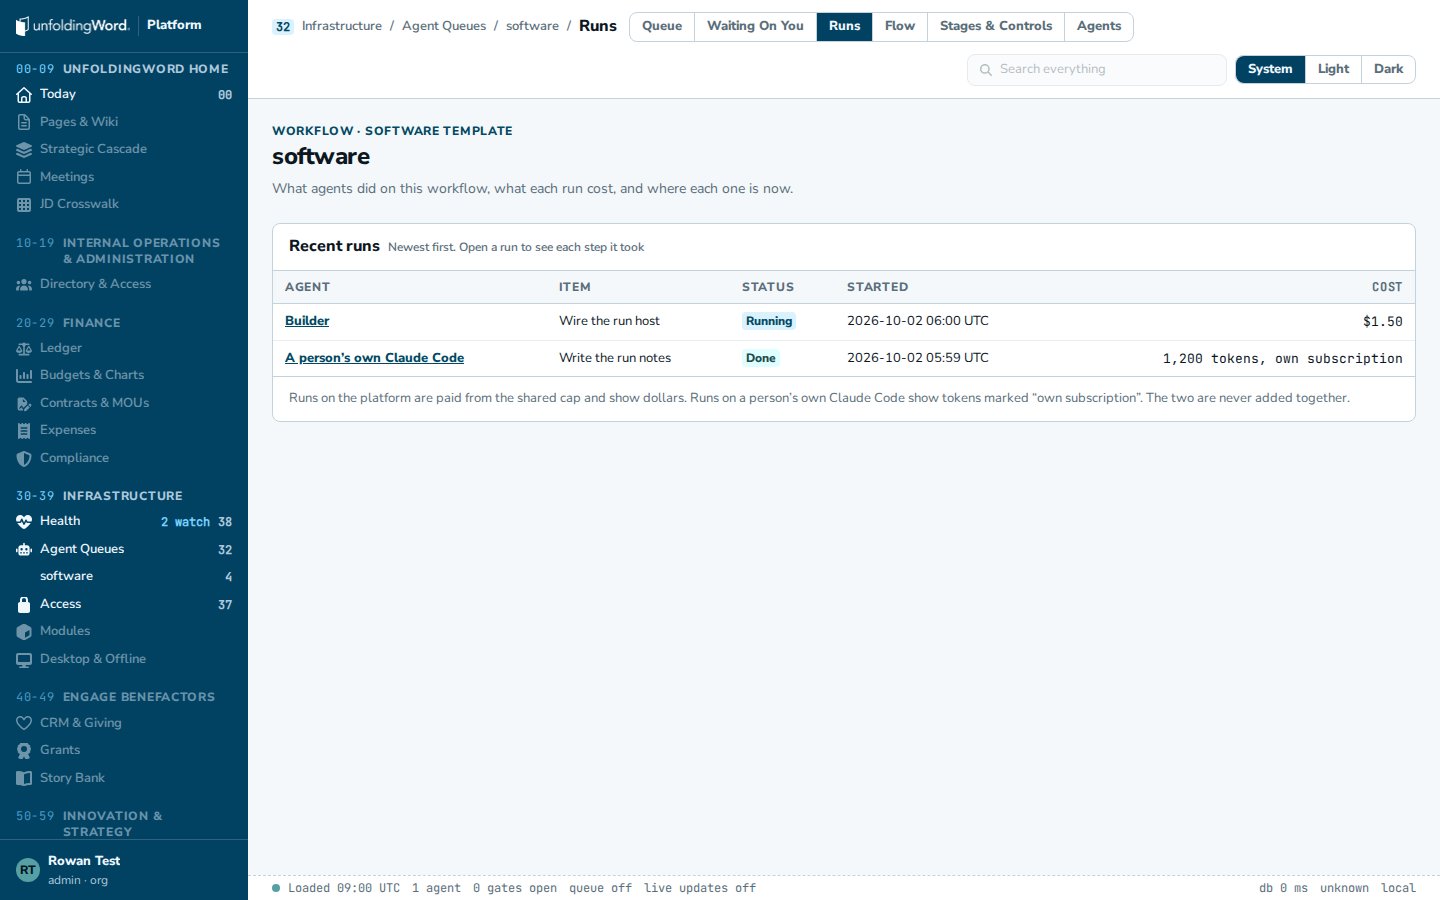 unfoldingWord Platform
00-09 UNFOLDINGWORD HOME
Today 00
Pages & Wiki
Strategic Cascade
Meetings
JD Crosswalk
10-19 INTERNAL OPERATIONS
& ADMINISTRATION
Directory & Access
20-29 FINANCE
Ledger
Budgets & Charts
Contracts & MOUs
Expenses
Compliance
30-39 INFRASTRUCTURE
Health 2 watch 38
Agent Queues 32
software 4
Access 37
Modules
Desktop & Offline
40-49 ENGAGE BENEFACTORS
CRM & Giving
Grants
Story Bank
50-59 INNOVATION &
STRATEGY
RT Rowan Test
admin · org
32 Infrastructure / Agent Queues / software / Runs Queue Waiting On You Runs Flow Stages & Controls Agents
Search everything System Light Dark
WORKFLOW · SOFTWARE TEMPLATE
software
What agents did on this workflow, what each run cost, and where each one is now.
Recent runs Newest first. Open a run to see each step it took
AGENT ITEM STATUS STARTED COST
Builder Wire the run host Running 2026-10-02 06:00 UTC $1.50
A person’s own Claude Code Write the run notes Done 2026-10-02 05:59 UTC 1,200 tokens, own subscription
Runs on the platform are paid from the shared cap and show dollars. Runs on a person’s own Claude Code show tokens marked “own subscription”. The two are never added together.
Loaded 09:00 UTC 1 agent 0 gates open queue off live updates off db 0 ms unknown local